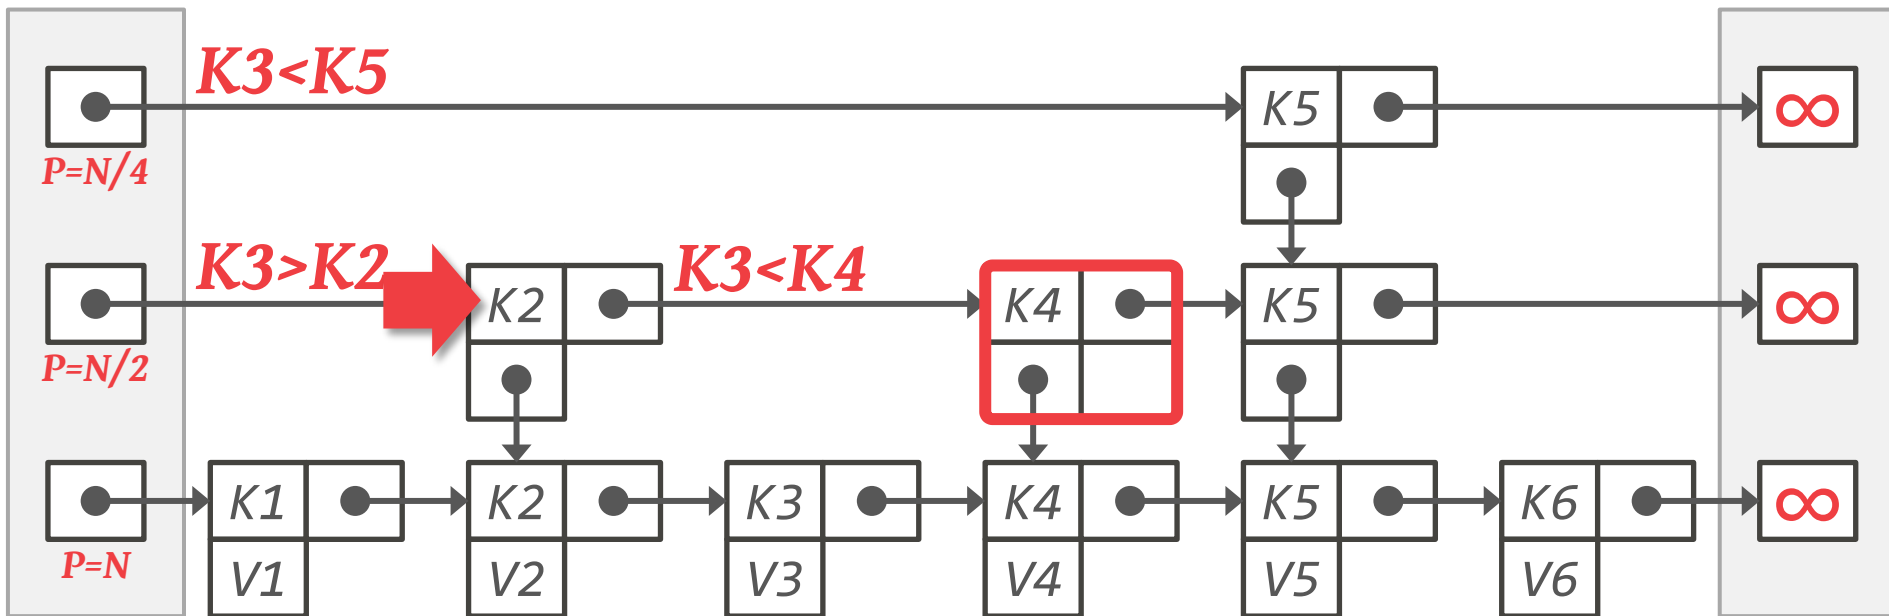 K3<K5
K5
∞
P=N/4
K3>K2
K2
K3<K4
K4
K5
∞
P=N/2
K1
K2
K3
K4
K5
K6
∞
P=N
V1
V2
V3
V4
V5
V6